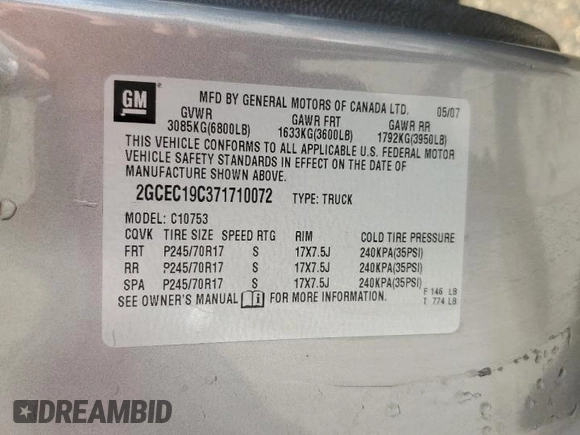 GM
MFD BY GENERAL MOTORS OF CANADA LTD. 05/07
GVWR GAWR FRT GAWR RR
3085KG(6800LB) 1633KG(3600LB) 1792KG(3950LB)
THIS VEHICLE CONFORMS TO ALL APPLICABLE U.S. FEDERAL MOTOR
VEHICLE SAFETY STANDARDS IN EFFECT ON THE DATE OF
MANUFACTURE SHOWN ABOVE.
2GCEC19C371710072 TYPE: TRUCK
MODEL: C10753
CQVK TIRE SIZE SPEED RTG RIM COLD TIRE PRESSURE
FRT P245/70R17 S 17X7.5J 240KPA(35PSI)
RR P245/70R17 S 17X7.5J 240KPA(35PSI)
SPA P245/70R17 S 17X7.5J 240KPA(35PSI)
SEE OWNER'S MANUAL FOR MORE INFORMATION.
F 146 LB
T 774 LB
DREAMBID